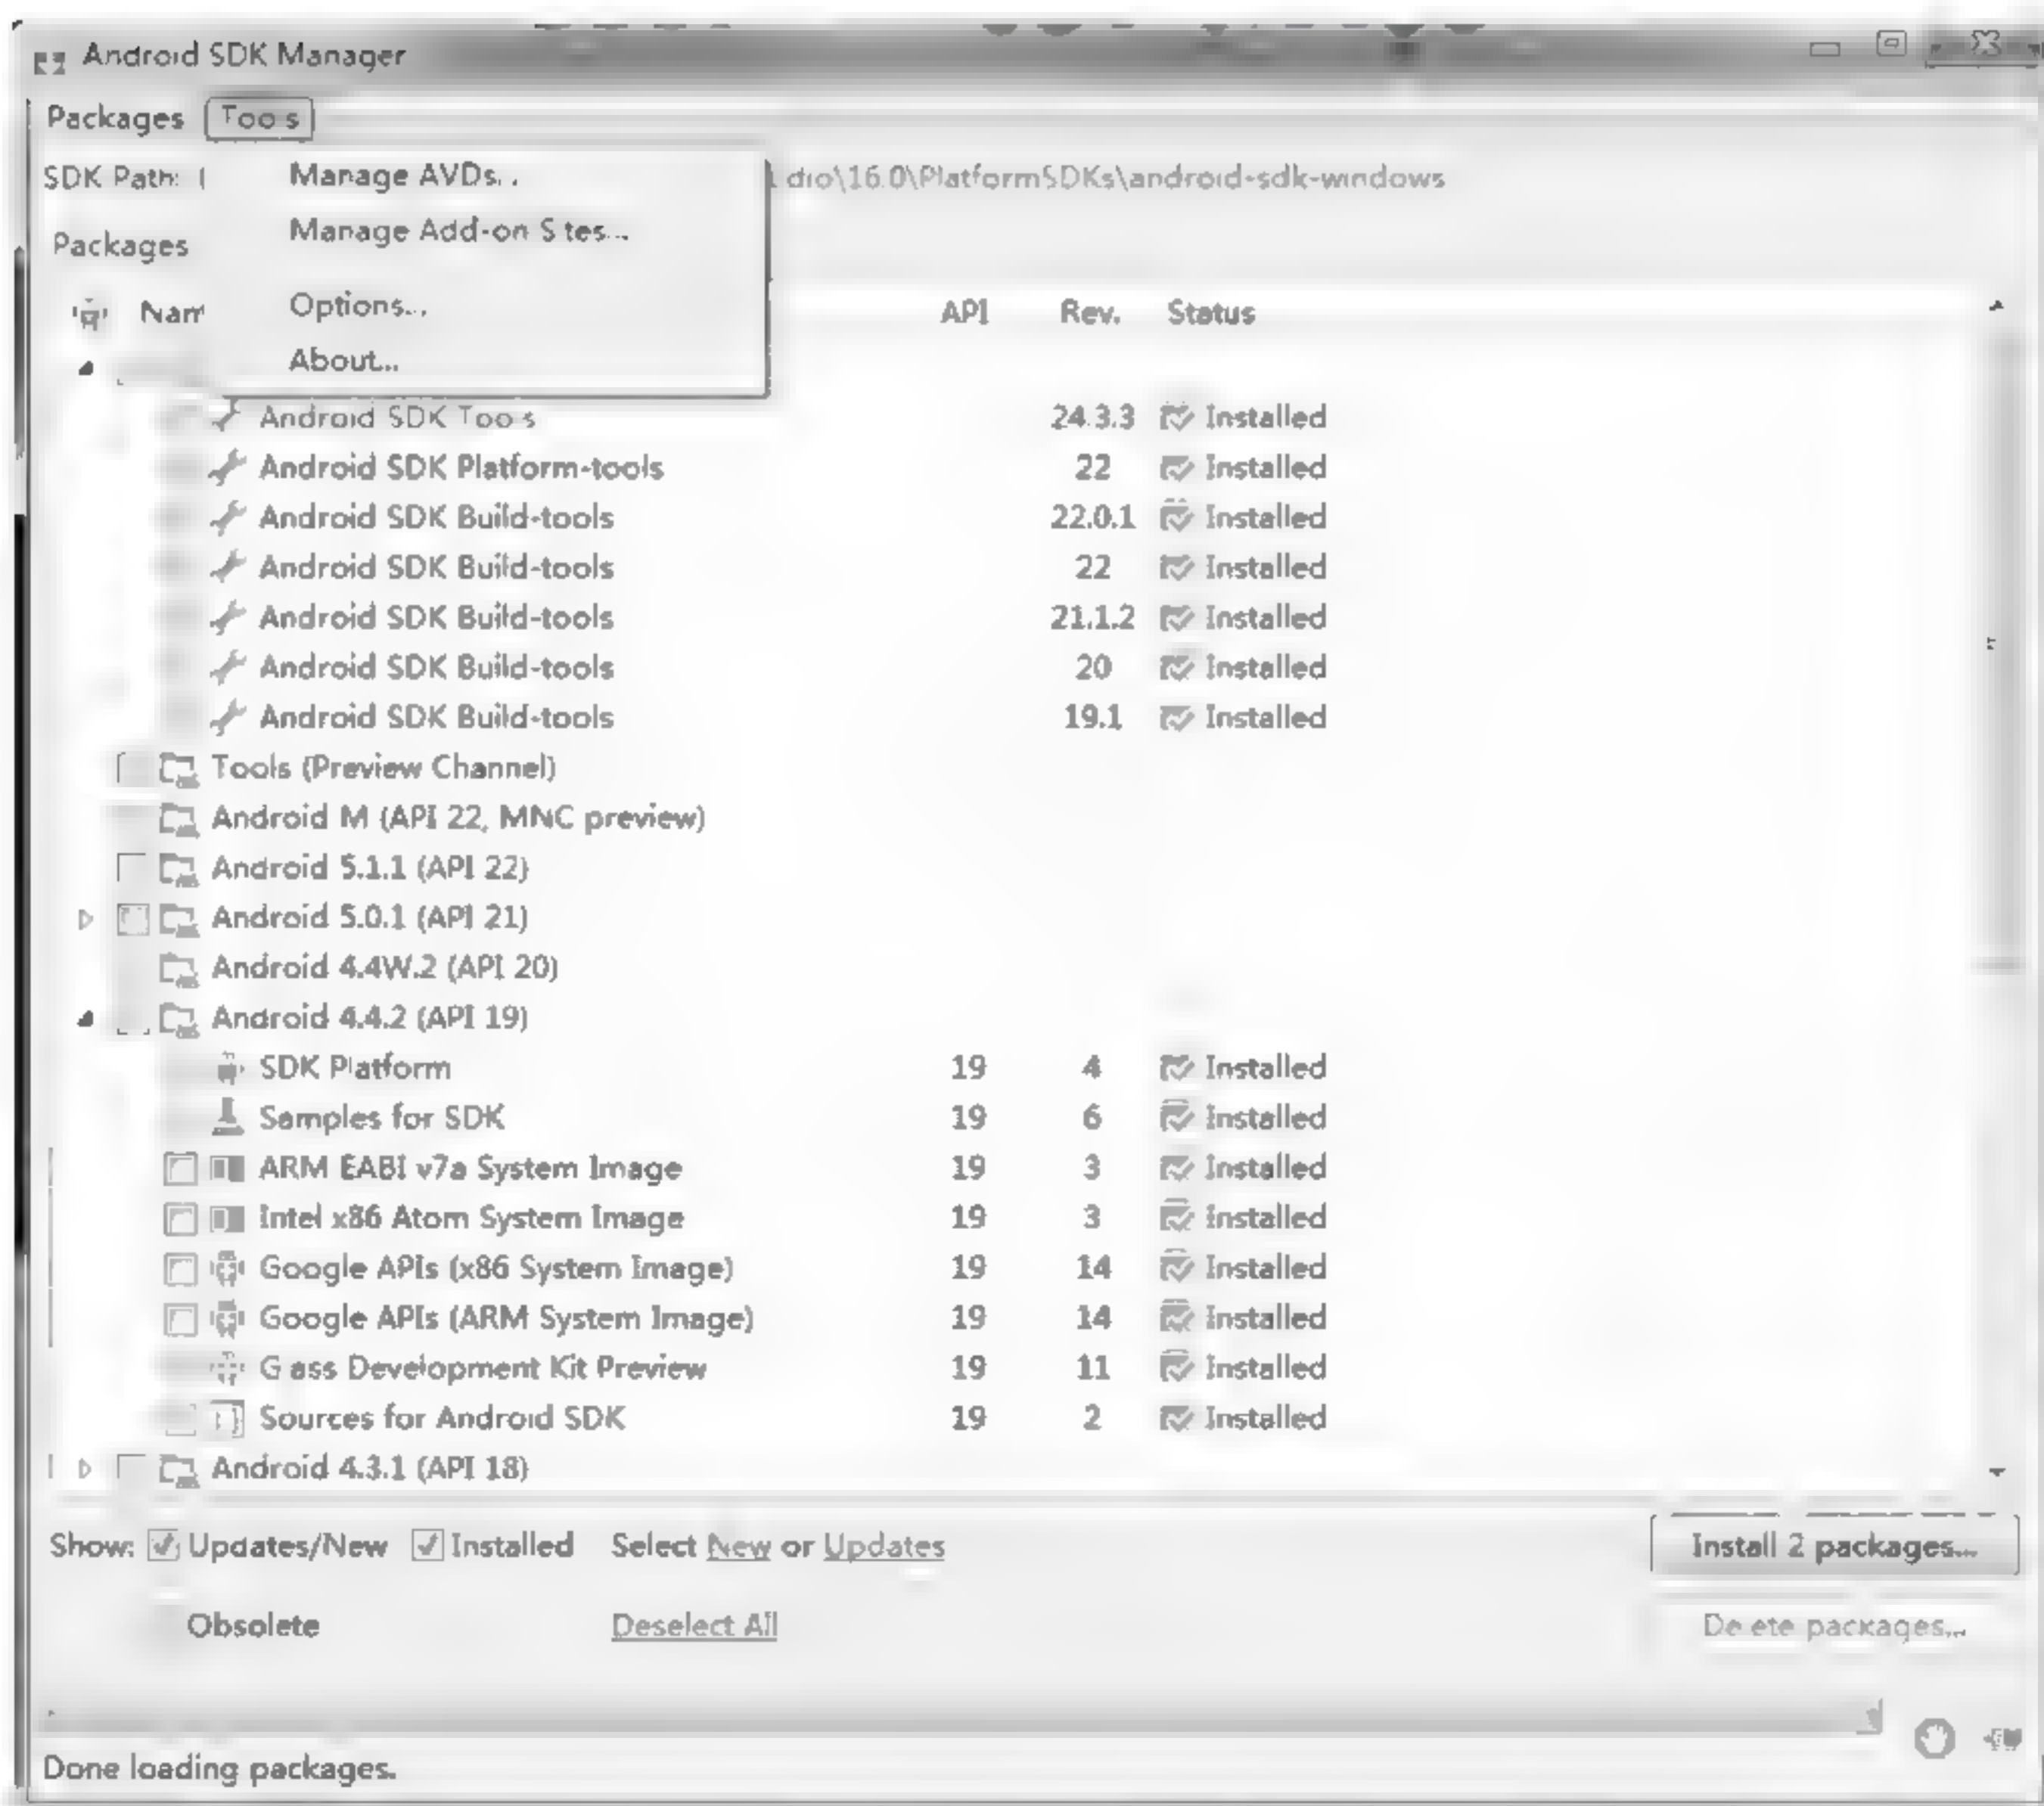 Android SDK Manager
Packages Tools
SDK Path: dio\16.0\PlatformSDKs\android-sdk-windows
Manage AVDs...
Manage Add-on Sites...
Packages
Options...
Nam API Rev. Status
About...
Android SDK Tools 24.3.3 Installed
Android SDK Platform-tools 22 Installed
Android SDK Build-tools 22.0.1 Installed
Android SDK Build-tools 22 Installed
Android SDK Build-tools 21.1.2 Installed
Android SDK Build-tools 20 Installed
Android SDK Build-tools 19.1 Installed
Tools (Preview Channel)
Android M (API 22, MNC preview)
Android 5.1.1 (API 22)
Android 5.0.1 (API 21)
Android 4.4W.2 (API 20)
Android 4.4.2 (API 19)
SDK Platform 19 4 Installed
Samples for SDK 19 6 Installed
ARM EABI v7a System Image 19 3 Installed
Intel x86 Atom System Image 19 3 Installed
Google APIs (x86 System Image) 19 14 Installed
Google APIs (ARM System Image) 19 14 Installed
Glass Development Kit Preview 19 11 Installed
Sources for Android SDK 19 2 Installed
Android 4.3.1 (API 18)
Show: Updates/New Installed Select New or Updates Install 2 packages...
Obsolete Deselect All Delete packages...
Done loading packages.